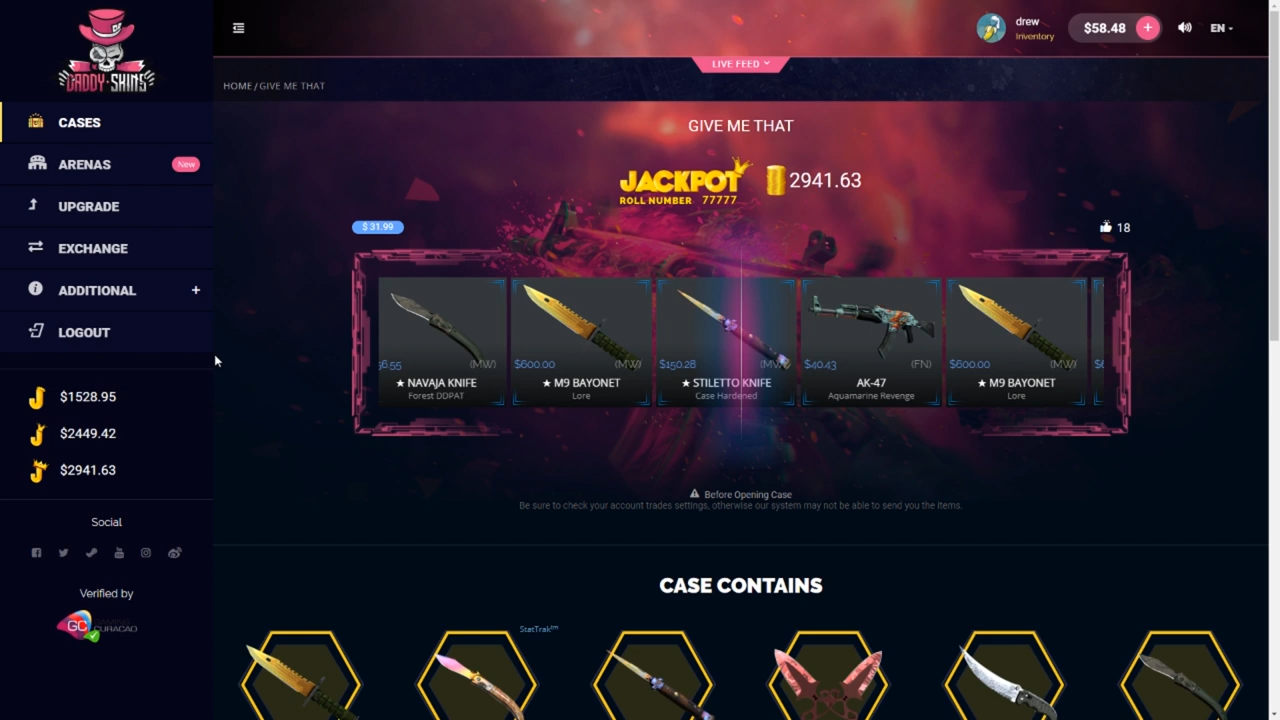 DADDY SKINS
CASES
ARENAS
New
UPGRADE
EXCHANGE
ADDITIONAL +
LOGOUT
$1528.95
$2449.42
$2941.63
Social
Verified by
GC
CURACAO
drew
Inventory
$58.48 +
EN
LIVE FEED
HOME / GIVE ME THAT
GIVE ME THAT
JACKPOT
ROLL NUMBER 77777
2941.63
$ 31.99
18
6.55 (MW)
★ NAVAJA KNIFE
Forest DDPAT
$600.00 (MW)
★ M9 BAYONET
Lore
$150.28 (MW)
★ STILETTO KNIFE
Case Hardened
$40.43 (FN)
AK-47
Aquamarine Revenge
$600.00 (MW)
★ M9 BAYONET
Lore
Before Opening Case
Be sure to check your account trades settings, otherwise our system may not be able to send you the items.
CASE CONTAINS
StatTrak™